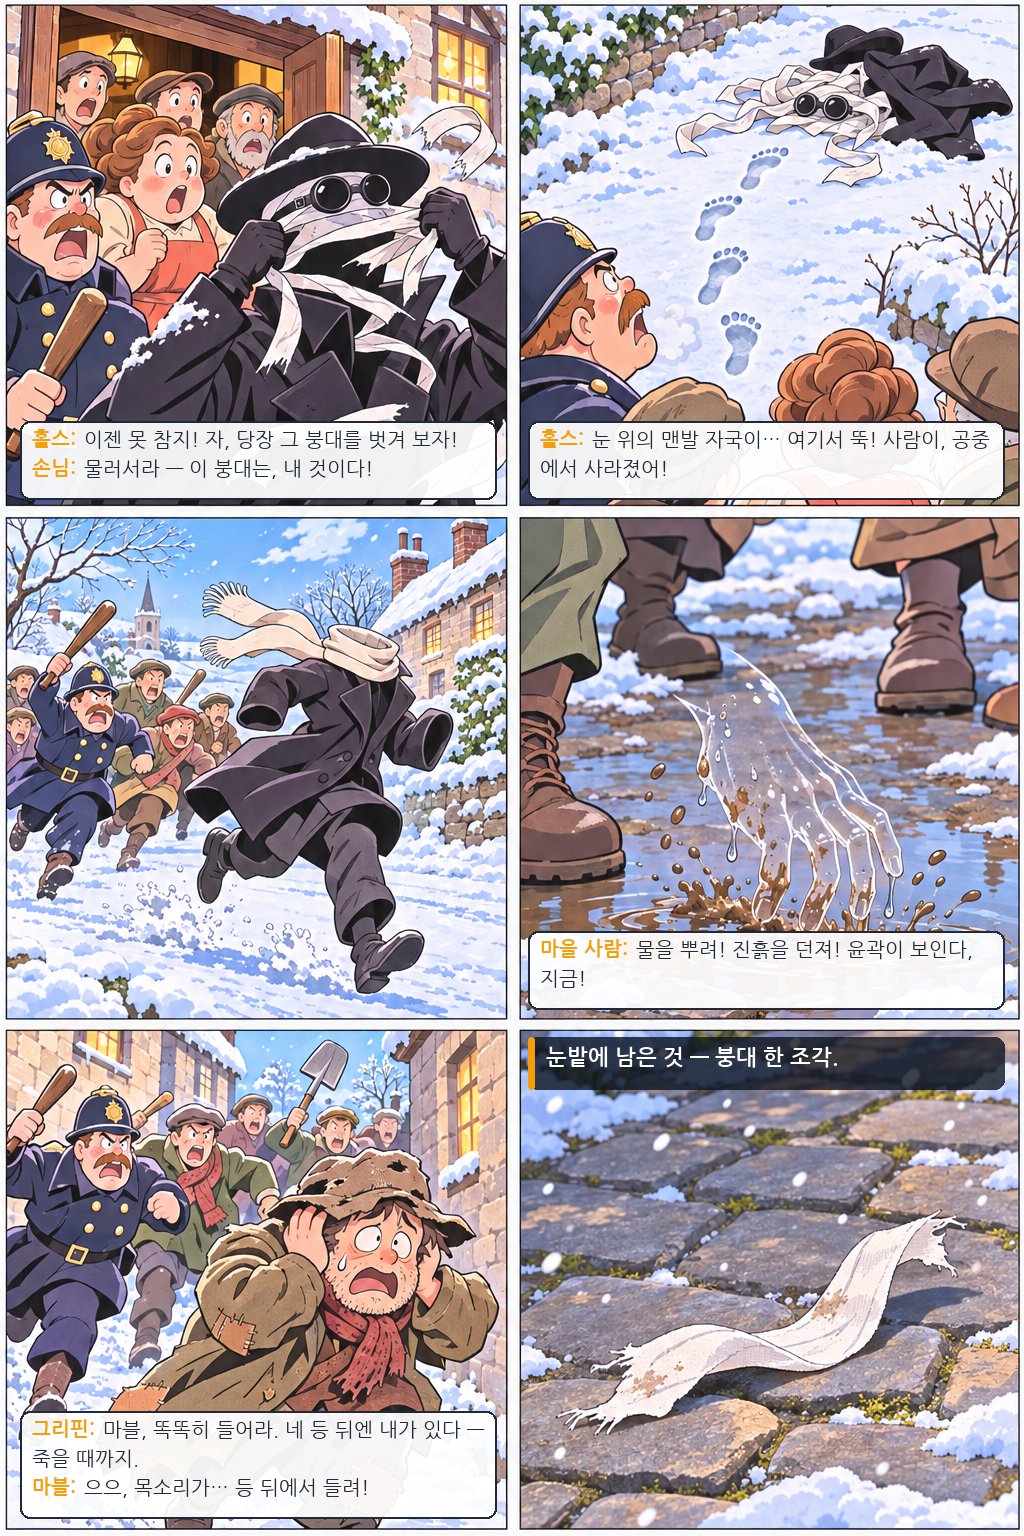 홀스: 이젠 못 참지! 자, 당장 그 붕대를 벗겨 보자!
손님: 물러서라 — 이 붕대는, 내 것이다!
홀스: 눈 위의 맨발 자국이… 여기서 뚝! 사람이, 공중
에서 사라졌어!
마을 사람: 물을 뿌려! 진흙을 던져! 윤곽이 보인다,
지금!
그리핀: 마블, 똑똑히 들어라. 네 등 뒤엔 내가 있다 —
죽을 때까지.
마블: 으으, 목소리가… 등 뒤에서 들려!
눈밭에 남은 것 — 붕대 한 조각.